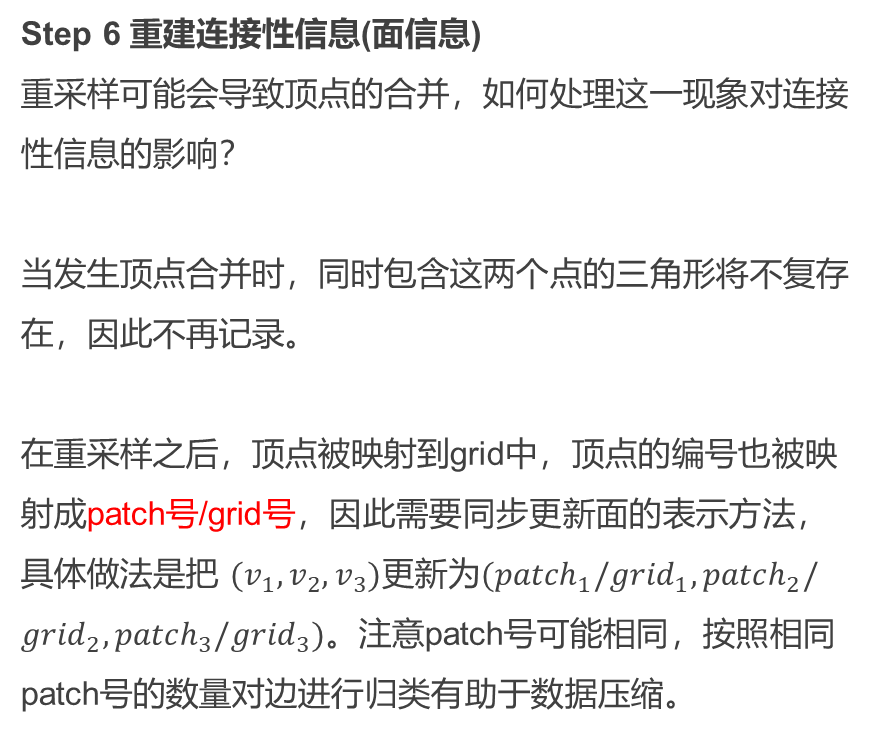 Step 6 重建连接性信息(面信息)
重采样可能会导致顶点的合并，如何处理这一现象对连接
性信息的影响？
当发生顶点合并时，同时包含这两个点的三角形将不复存
在，因此不再记录。
在重采样之后，顶点被映射到grid中，顶点的编号也被映
射成patch号/grid号，因此需要同步更新面的表示方法，
具体做法是把 (v₁, v₂, v₃)更新为(patch₁/grid₁, patch₂/
grid₂, patch₃/grid₃)。注意patch号可能相同，按照相同
patch号的数量对边进行归类有助于数据压缩。